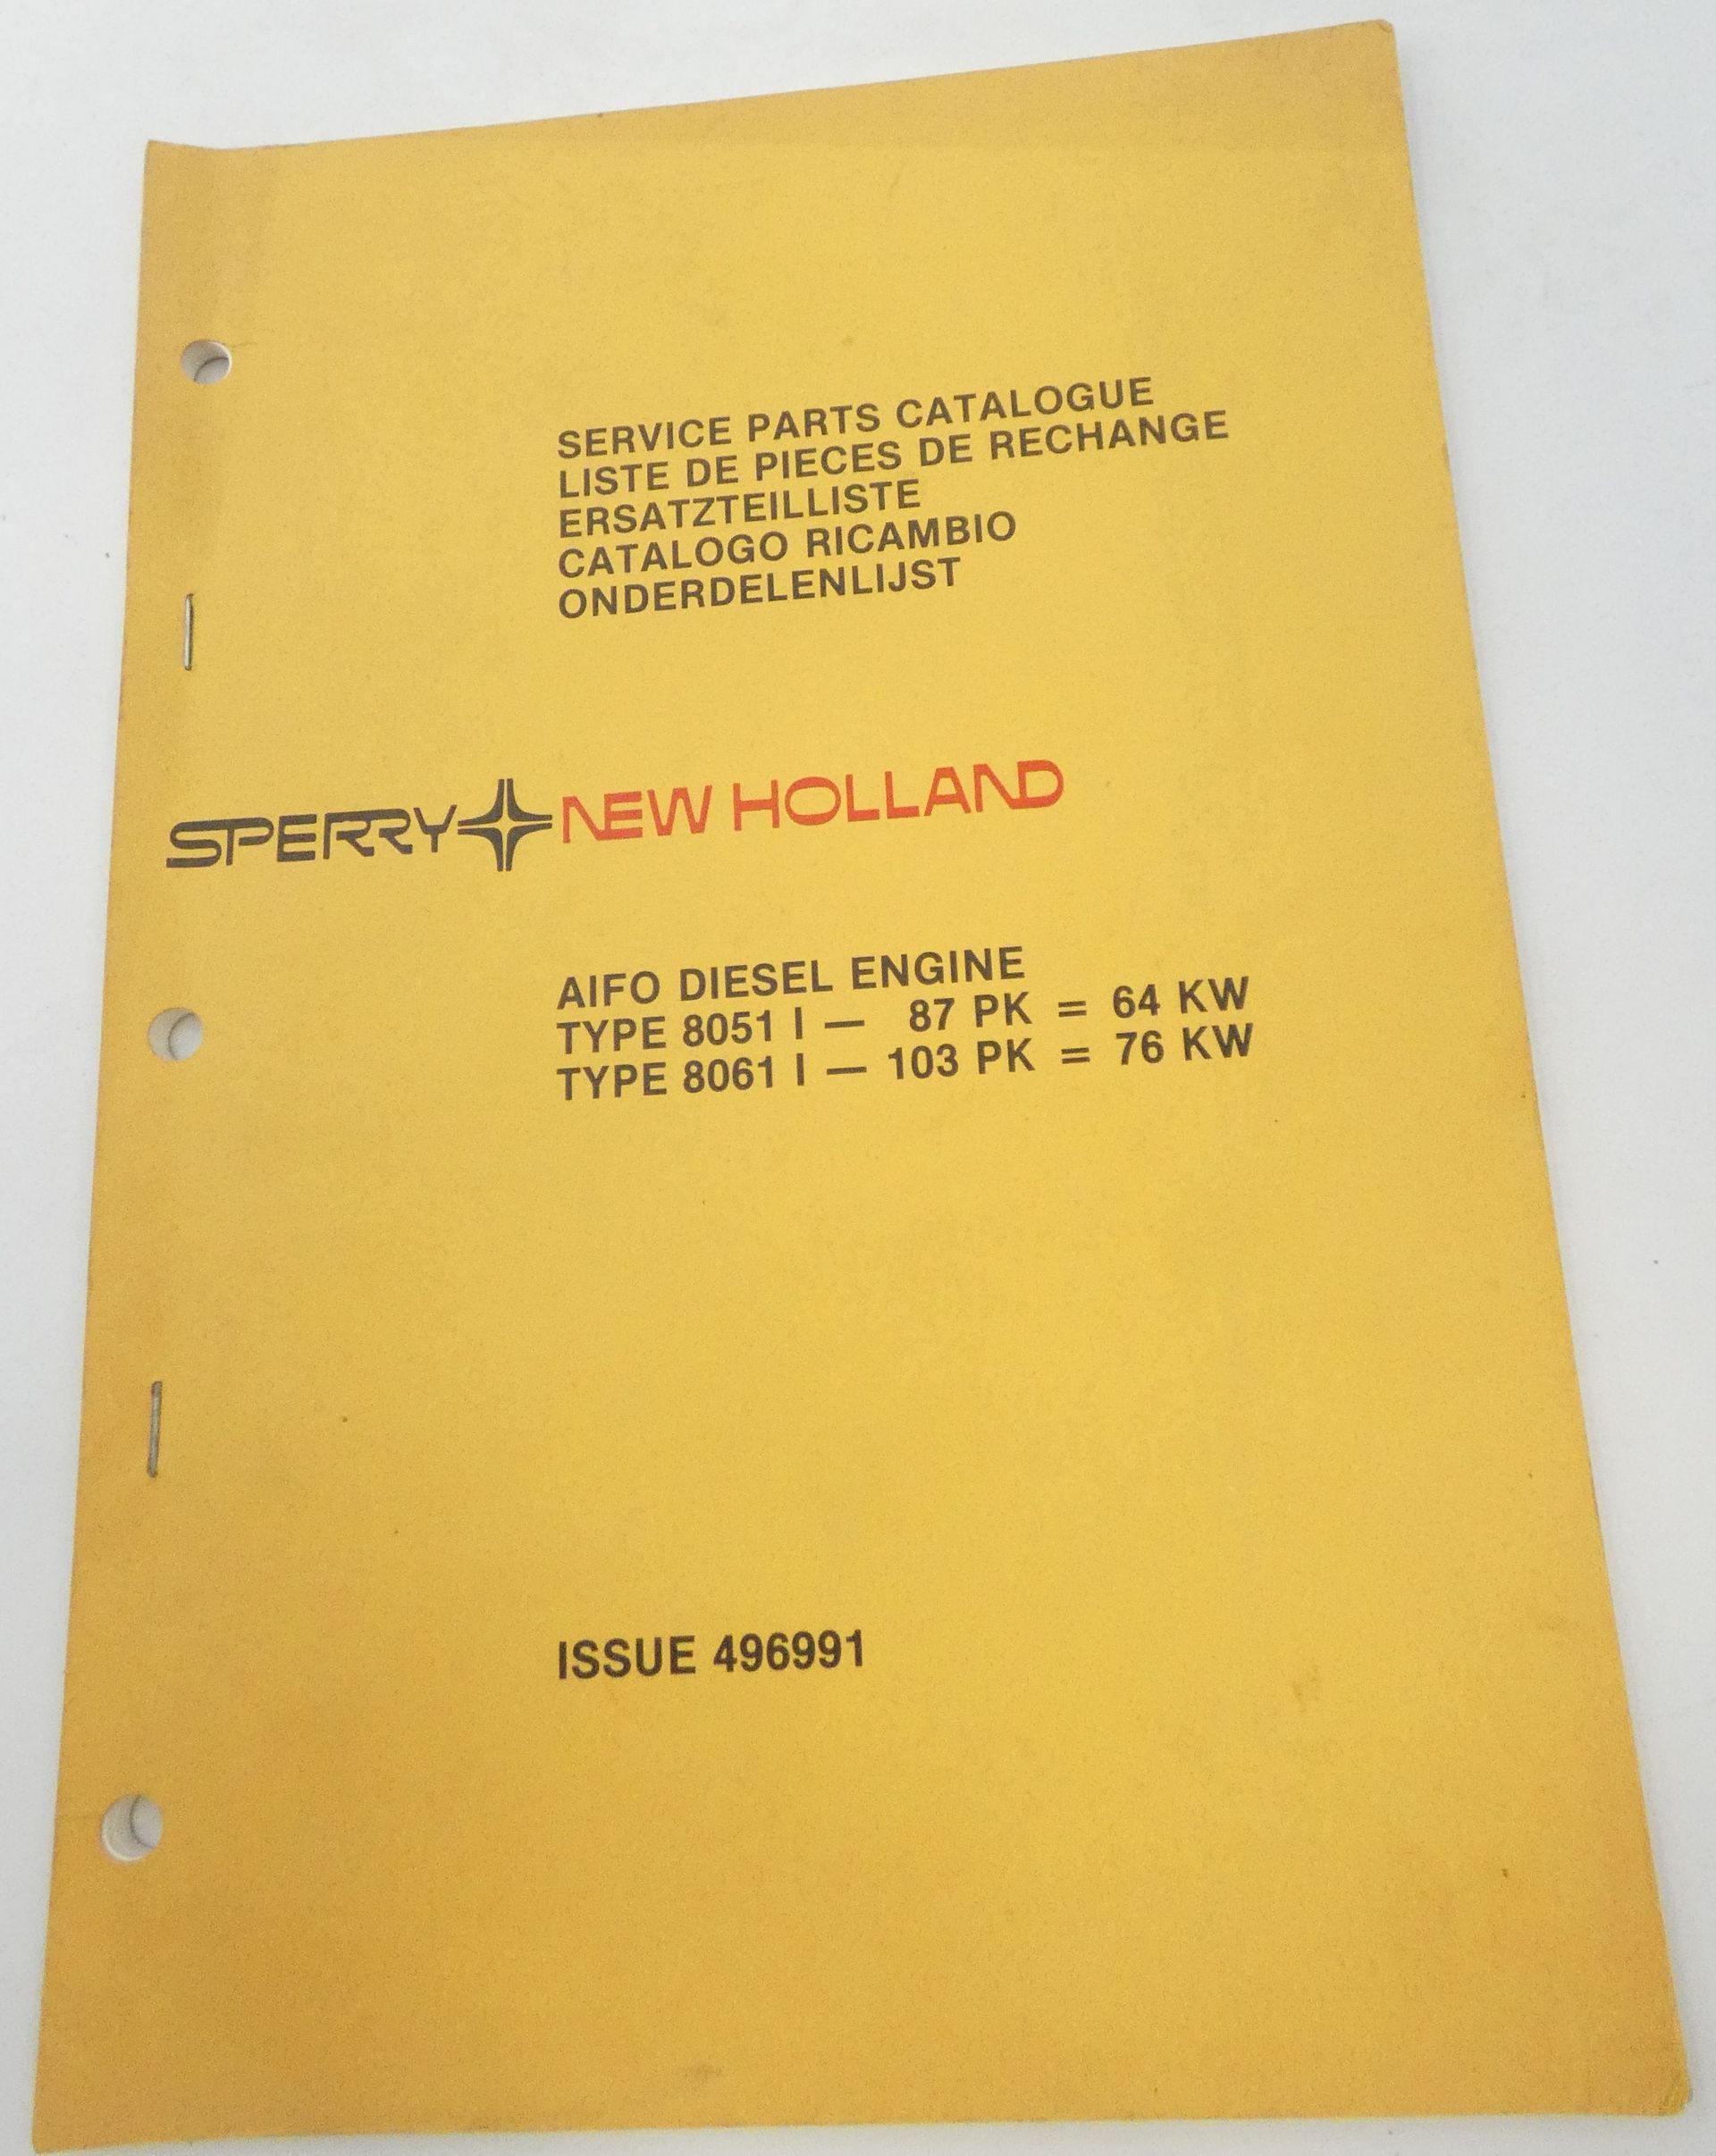 SERVICE PARTS CATALOGUE
LISTE DE PIECES DE RECHANGE
ERSATZTEILLISTE
CATALOGO RICAMBIO
ONDERDELENLIJST
SPERRY NEW HOLLAND
AIFO DIESEL ENGINE
TYPE 8051 I — 87 PK = 64 KW
TYPE 8061 I — 103 PK = 76 KW
ISSUE 496991